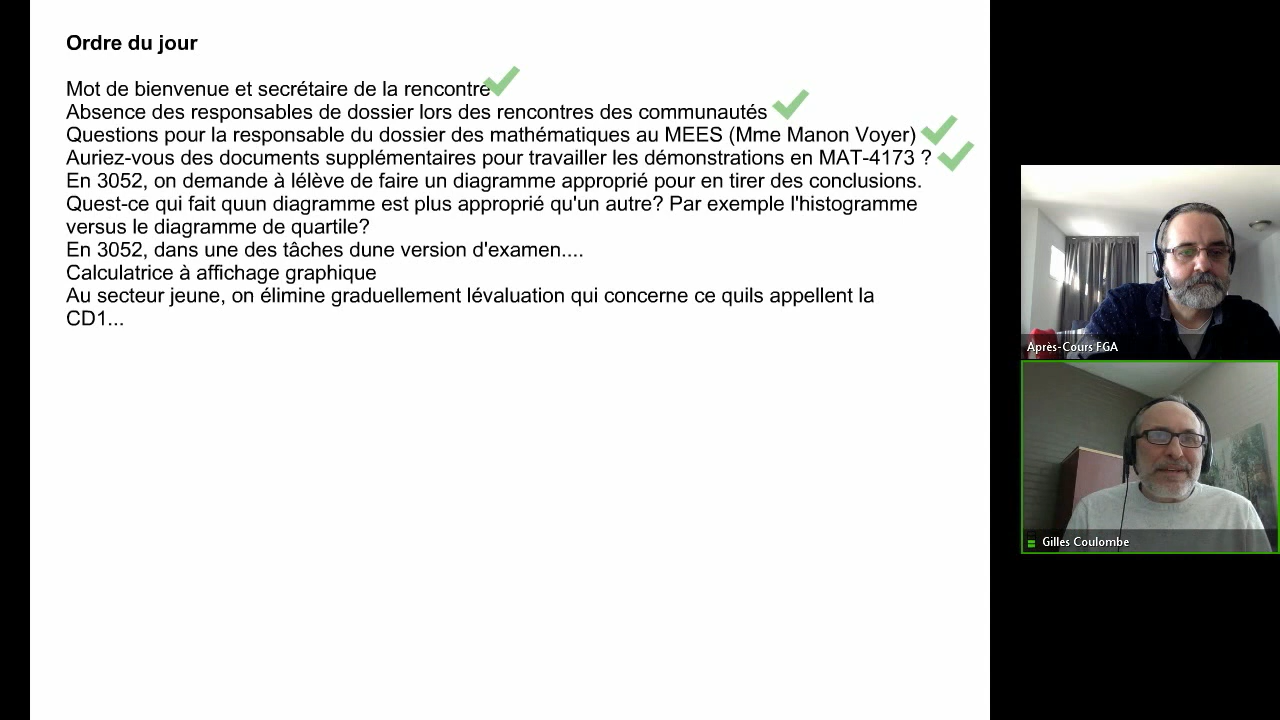 Ordre du jour
Mot de bienvenue et secrétaire de la rencontre
Absence des responsables de dossier lors des rencontres des communautés
Questions pour la responsable du dossier des mathématiques au MEES (Mme Manon Voyer)
Auriez-vous des documents supplémentaires pour travailler les démonstrations en MAT-4173 ?
En 3052, on demande à lélève de faire un diagramme approprié pour en tirer des conclusions.
Quest-ce qui fait quun diagramme est plus approprié qu'un autre? Par exemple l'histogramme
versus le diagramme de quartile?
En 3052, dans une des tâches dune version d'examen....
Calculatrice à affichage graphique
Au secteur jeune, on élimine graduellement lévaluation qui concerne ce quils appellent la
CD1...
Après-Cours FGA
Gilles Coulombe